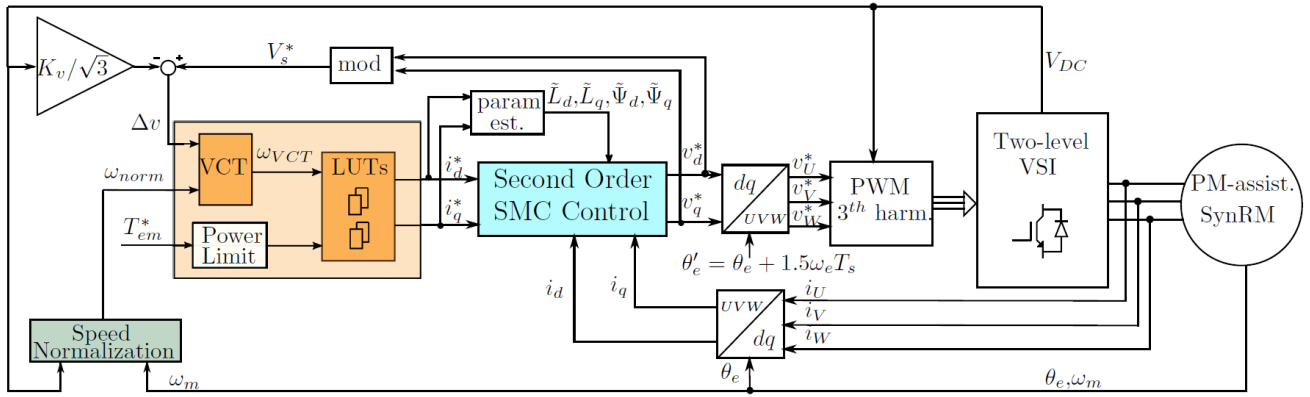 K_v/√3
-
+
V_s^*
mod
V_DC
Δv
param
est.
L̃_d,L̃_q,Ψ̃_d,Ψ̃_q
VCT
ω_VCT
LUTs
ω_norm
T_em^*
Power
Limit
i_d^*
i_q^*
Second Order
SMC Control
v_d^*
v_q^*
dq
UVW
v_U^*
v_V^*
v_W^*
PWM
3^th harm.
Two-level
VSI
PM-assist.
SynRM
θ'_e = θ_e + 1.5ω_eT_s
i_d
i_q
UVW
dq
i_U
i_V
i_W
Speed
Normalization
ω_m
θ_e
θ_e,ω_m